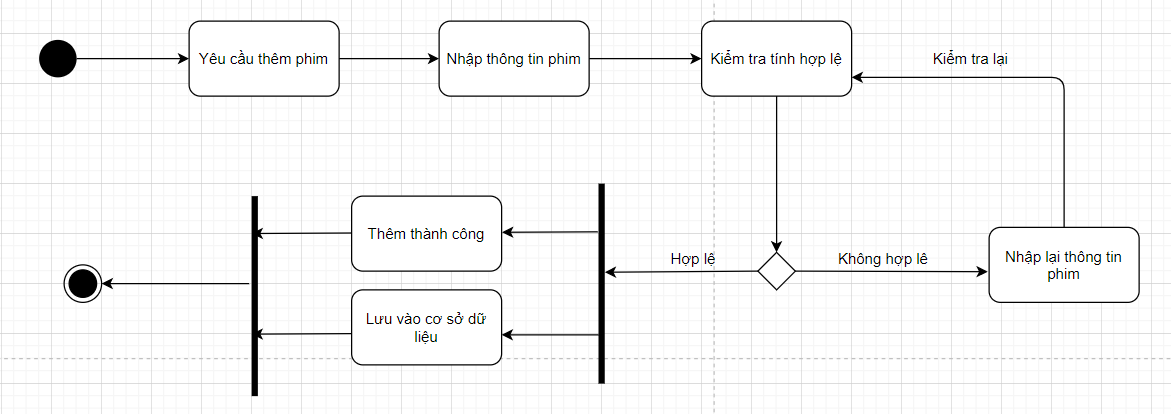 Yêu cầu thêm phim
Nhập thông tin phim
Kiểm tra tính hợp lệ
Kiểm tra lại
Thêm thành công
Hợp lệ
Không hợp lê
Nhập lại thông tin
phim
Lưu vào cơ sở dữ
liệu